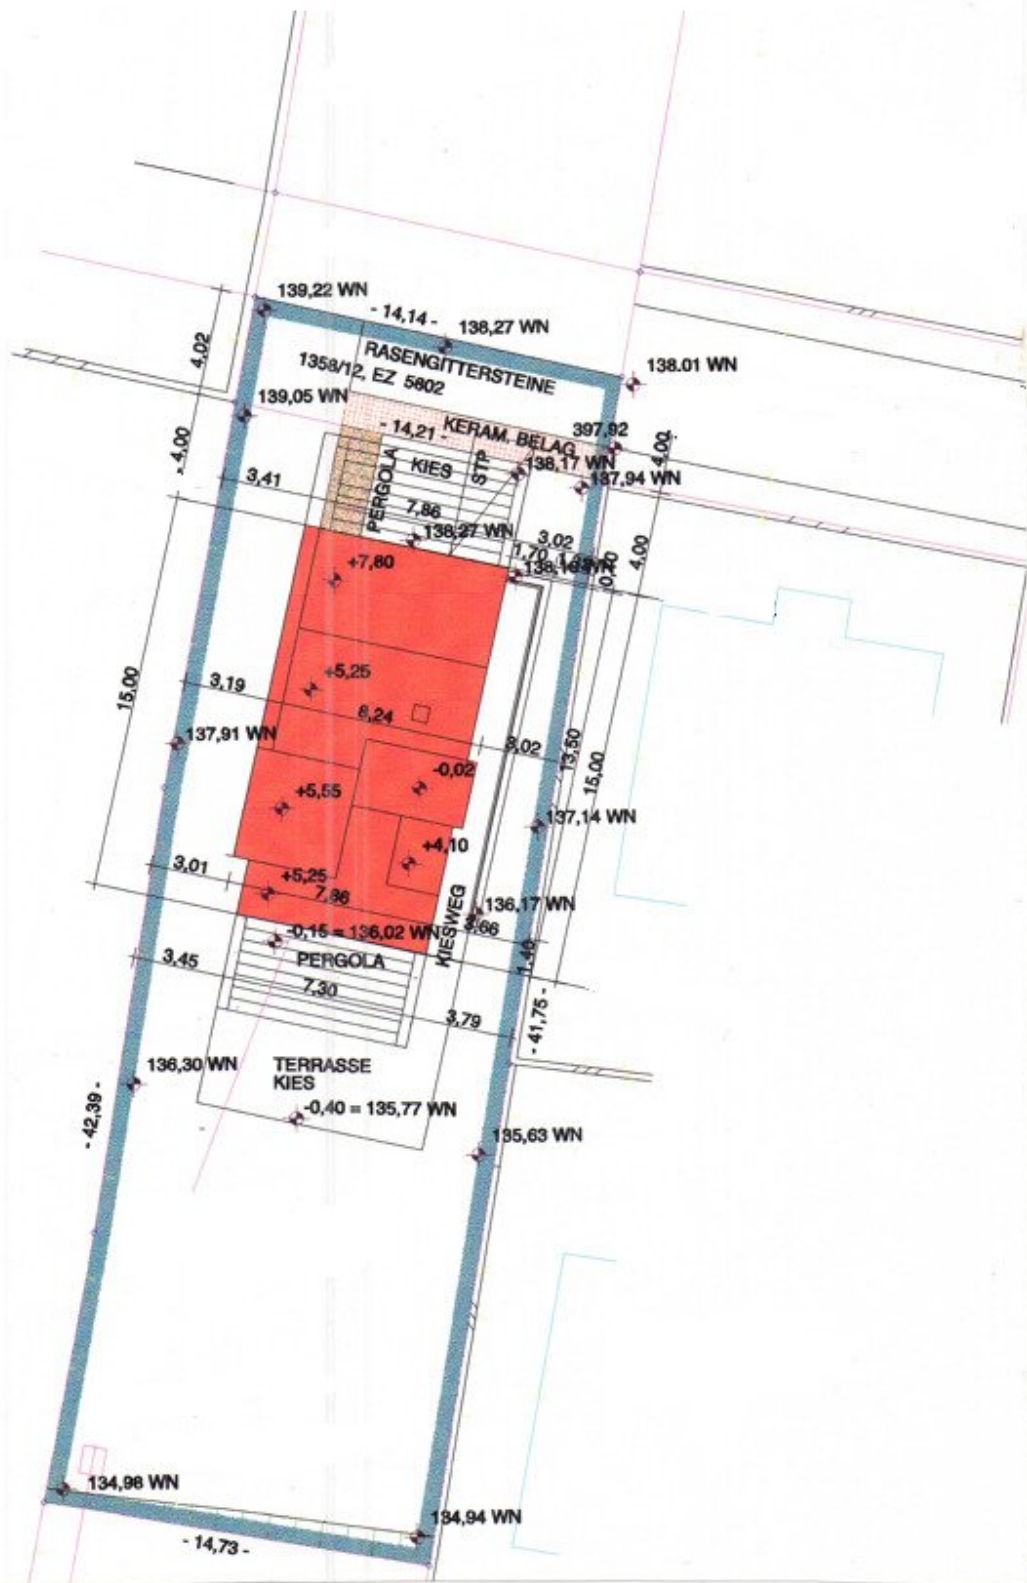 139,22 WN
- 14,14 -
138,27 WN
4,02
RASENGITTERSTEINE
1358/12, EZ 5802
138.01 WN
139,05 WN
- 14,21 -
KERAM. BELAG
397,92
4,00
4,00
3,41
PERGOLA
KIES
STP
138,17 WN
137,94 WN
7,86
138,27 WN
3,02
1,70
4,00
+7,80
15,00
3,19
+5,25
8,24
3,02
13,50
15,00
137,91 WN
-0,02
+5,55
137,14 WN
+4,10
3,01
+5,25
7,86
KIESWEG
136,17 WN
3,66
-0,15 = 136,02 WN
1,40
3,45
PERGOLA
7,30
3,79
- 41,75 -
136,30 WN
TERRASSE
KIES
- 42,39 -
-0,40 = 135,77 WN
135,63 WN
134,98 WN
134,94 WN
- 14,73 -